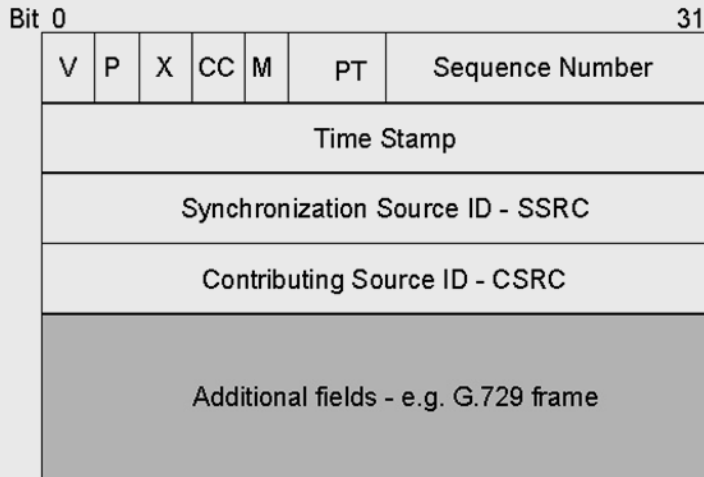 Bit 0 31
V P X CC M PT Sequence Number
Time Stamp
Synchronization Source ID - SSRC
Contributing Source ID - CSRC
Additional fields - e.g. G.729 frame